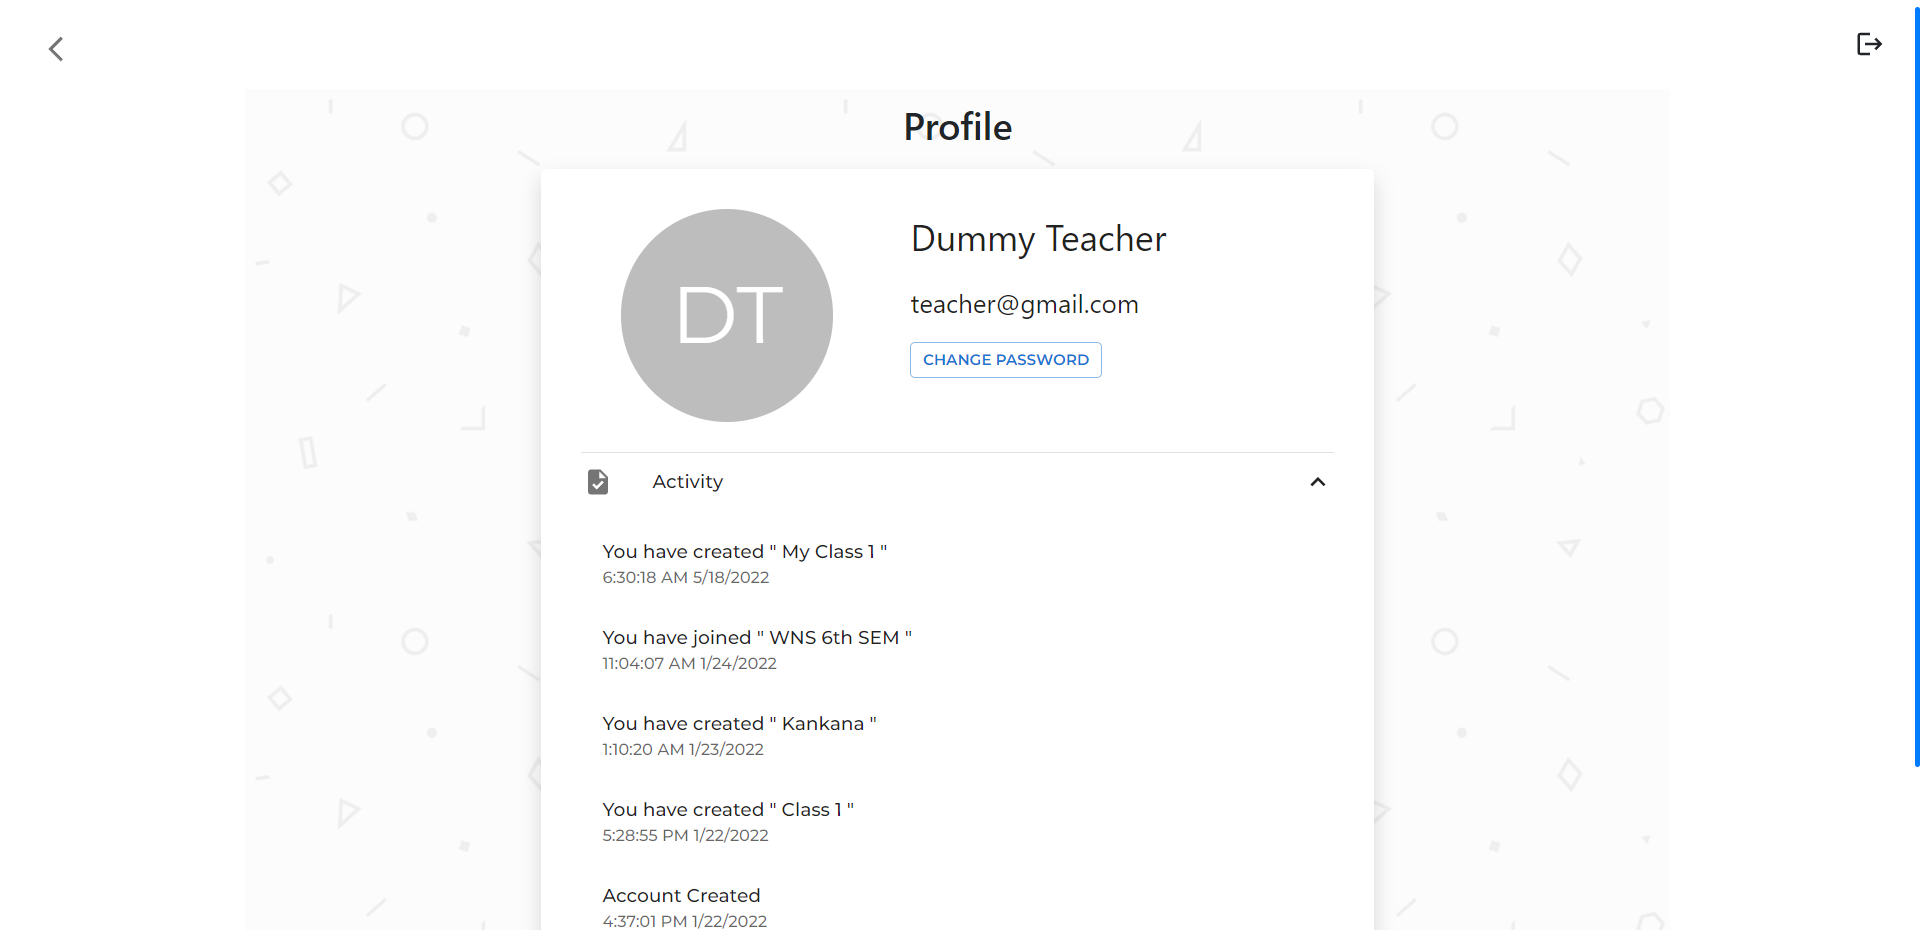 Profile
DT
Dummy Teacher
teacher@gmail.com
CHANGE PASSWORD
Activity
You have created " My Class 1 "
6:30:18 AM 5/18/2022
You have joined " WNS 6th SEM "
11:04:07 AM 1/24/2022
You have created " Kankana "
1:10:20 AM 1/23/2022
You have created " Class 1 "
5:28:55 PM 1/22/2022
Account Created
4:37:01 PM 1/22/2022